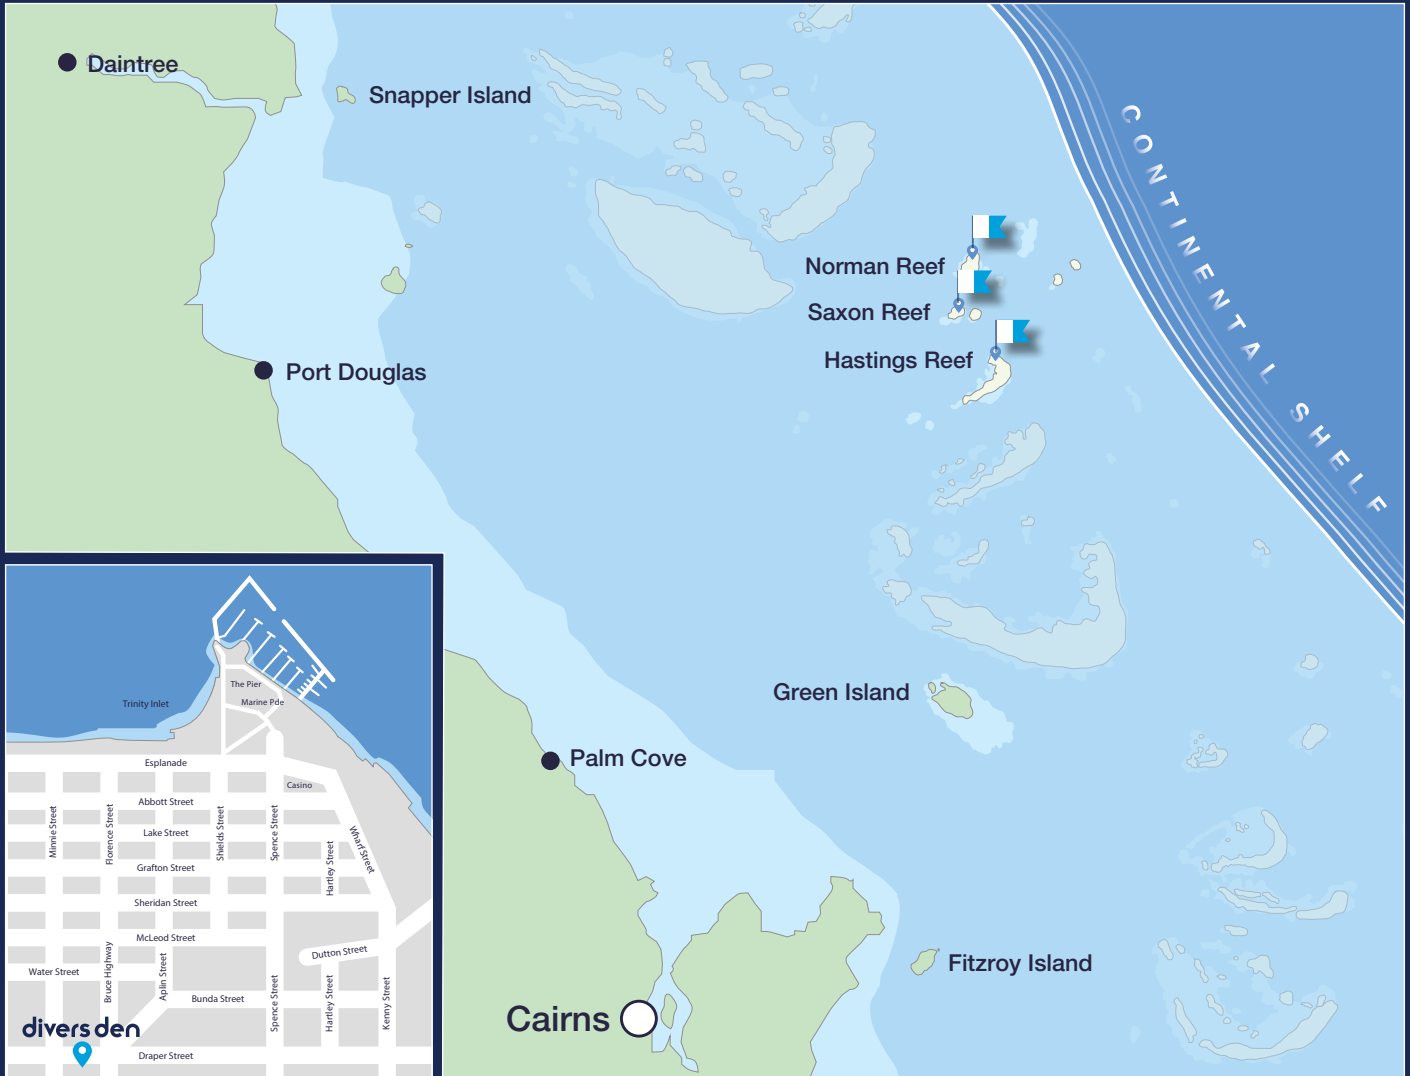 Daintree
Snapper Island
CONTINENTAL SHELF
Norman Reef
Saxon Reef
Hastings Reef
Port Douglas
Green Island
Palm Cove
Fitzroy Island
Cairns
The Pier
Marine Pde
Trinity Inlet
Esplanade
Casino
Abbott Street
Minnie Street
Florence Street
Lake Street
Shields Street
Spence Street
Wharf Street
Hartley Street
Grafton Street
Sheridan Street
McLeod Street
Dutton Street
Water Street
Bruce Highway
Aplin Street
Bunda Street
Spence Street
Hartley Street
Kenny Street
divers den
Draper Street